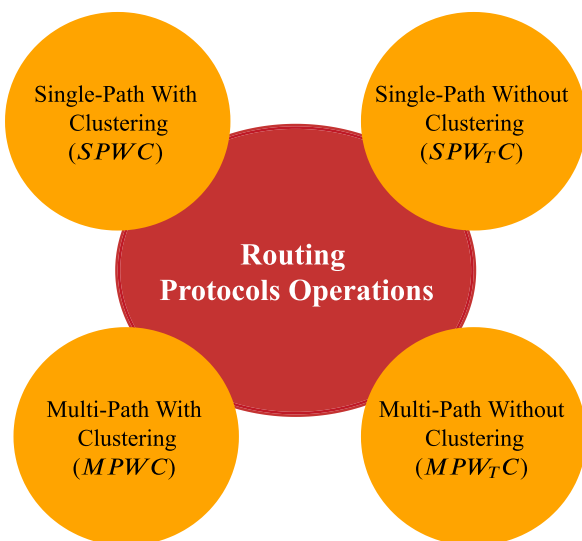 Single-Path With
Clustering
(SPWC)
Single-Path Without
Clustering
(SPW_TC)
Routing
Protocols Operations
Multi-Path With
Clustering
(MPWC)
Multi-Path Without
Clustering
(MPW_TC)